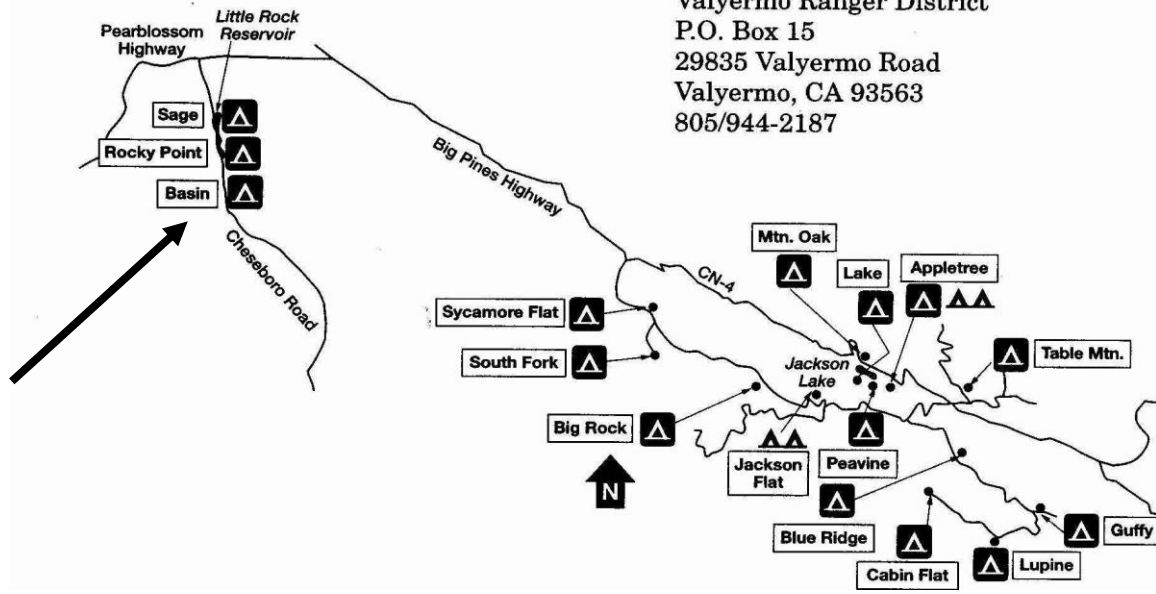 Valyermo Ranger District
P.O. Box 15
29835 Valyermo Road
Valyermo, CA 93563
805/944-2187
Little Rock
Reservoir
Pearblossom
Highway
Sage
Rocky Point
Basin
Cheseboro Road
Big Pines Highway
CN-4
Mtn. Oak
Lake
Appletree
Sycamore Flat
South Fork
Jackson
Lake
Table Mtn.
Big Rock
N
Jackson
Flat
Peavine
Blue Ridge
Cabin Flat
Lupine
Guffy